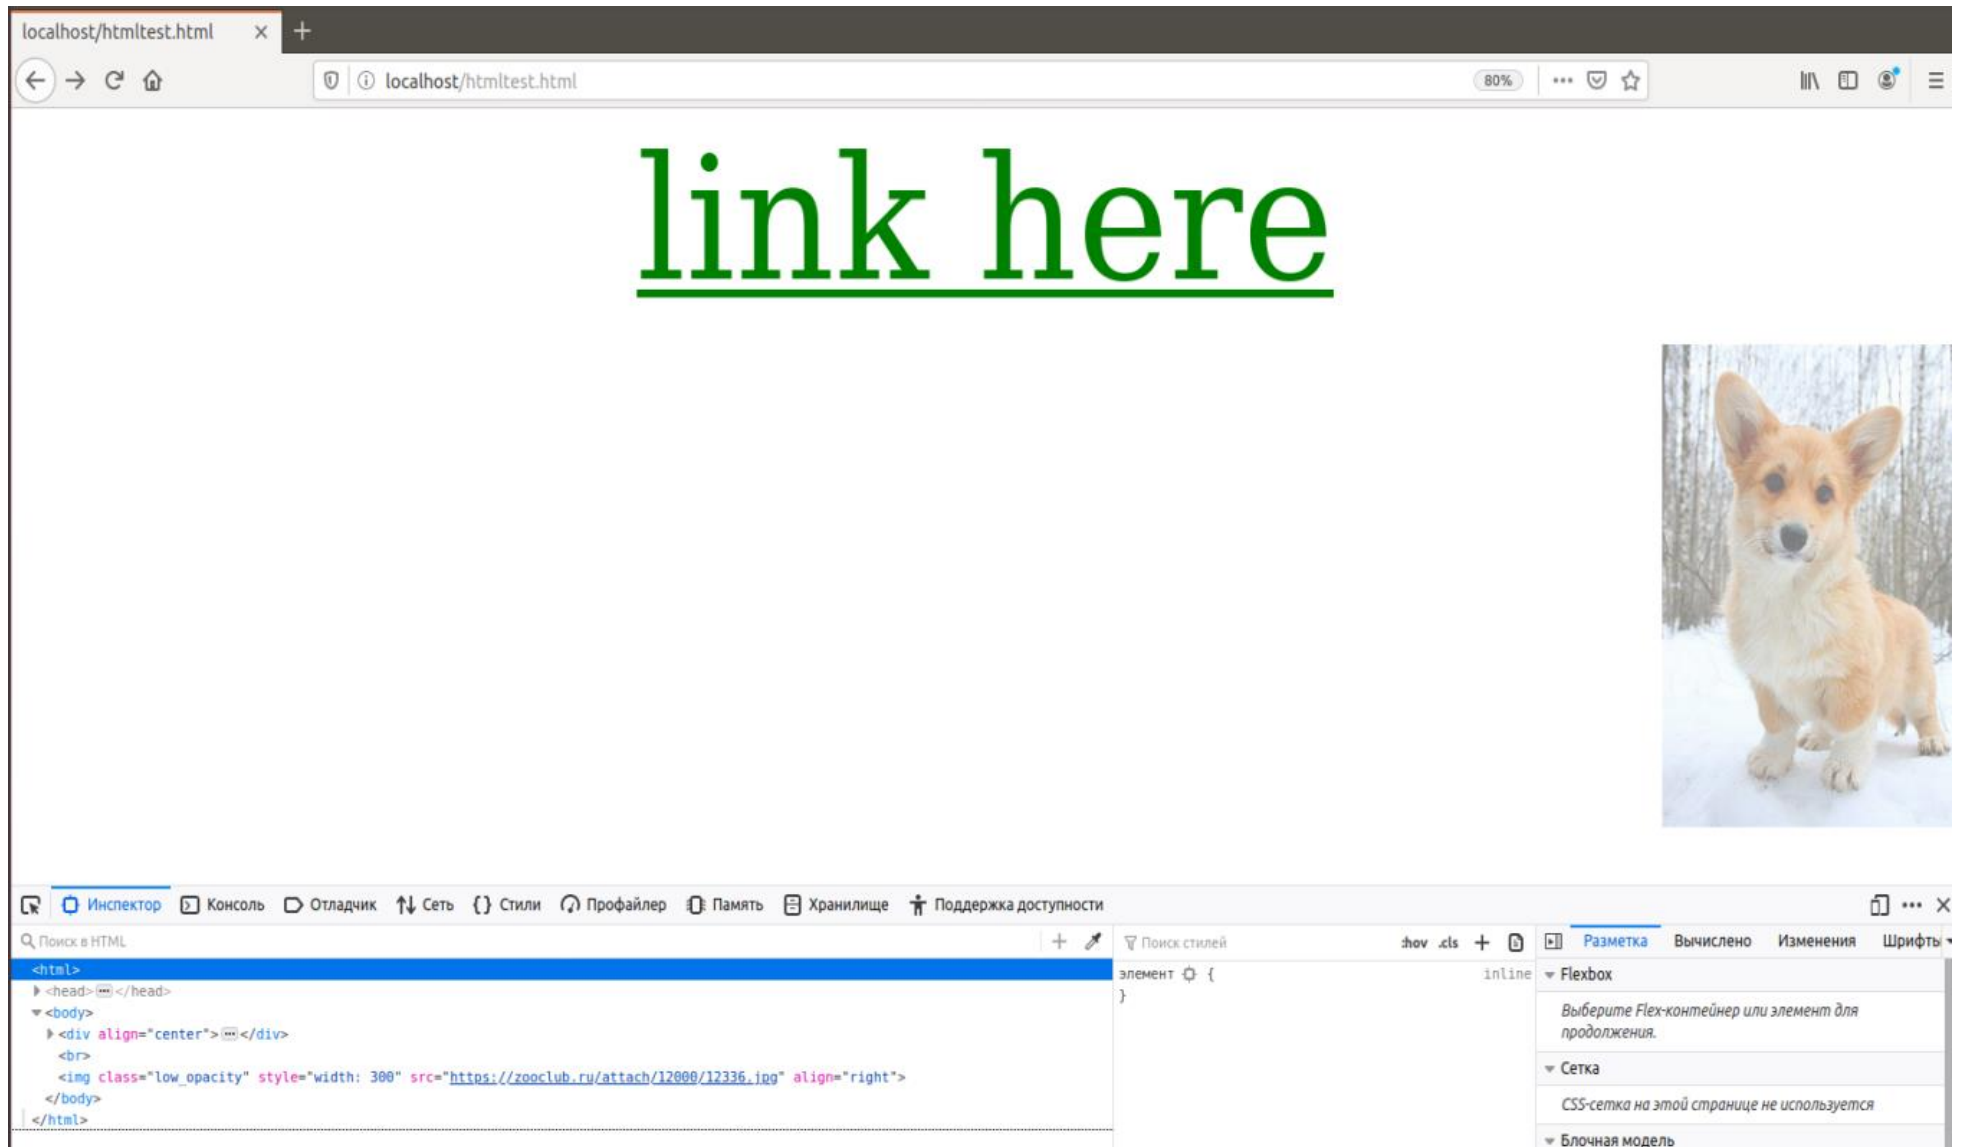 localhost/htmltest.html
localhost/htmltest.html 80%
link here
Инспектор Консоль Отладчик Сеть {} Стили Профайлер Память Хранилище Поддержка доступности
Поиск в HTML
Поиск стилей :hov .cls
Разметка Вычислено Изменения Шрифты
<html>
<head> </head>
<body>
<div align="center"> </div>
<br>
<img class="low_opacity" style="width: 300" src="https://zooclub.ru/attach/12000/12336.jpg" align="right">
</body>
</html>
элемент { inline
}
Flexbox
Выберите Flex-контейнер или элемент для
продолжения.
Сетка
CSS-сетка на этой странице не используется
Блочная модель